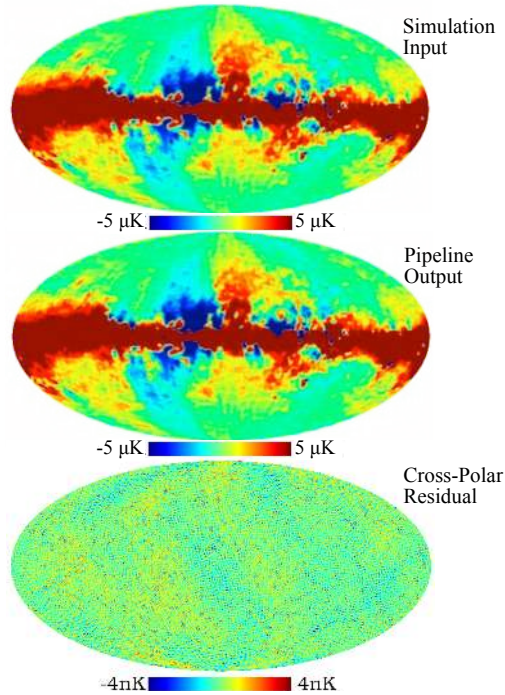 Simulation
Input
-5 µK 5 µK
Pipeline
Output
-5 µK 5 µK
Cross-Polar
Residual
-4nK 4nK